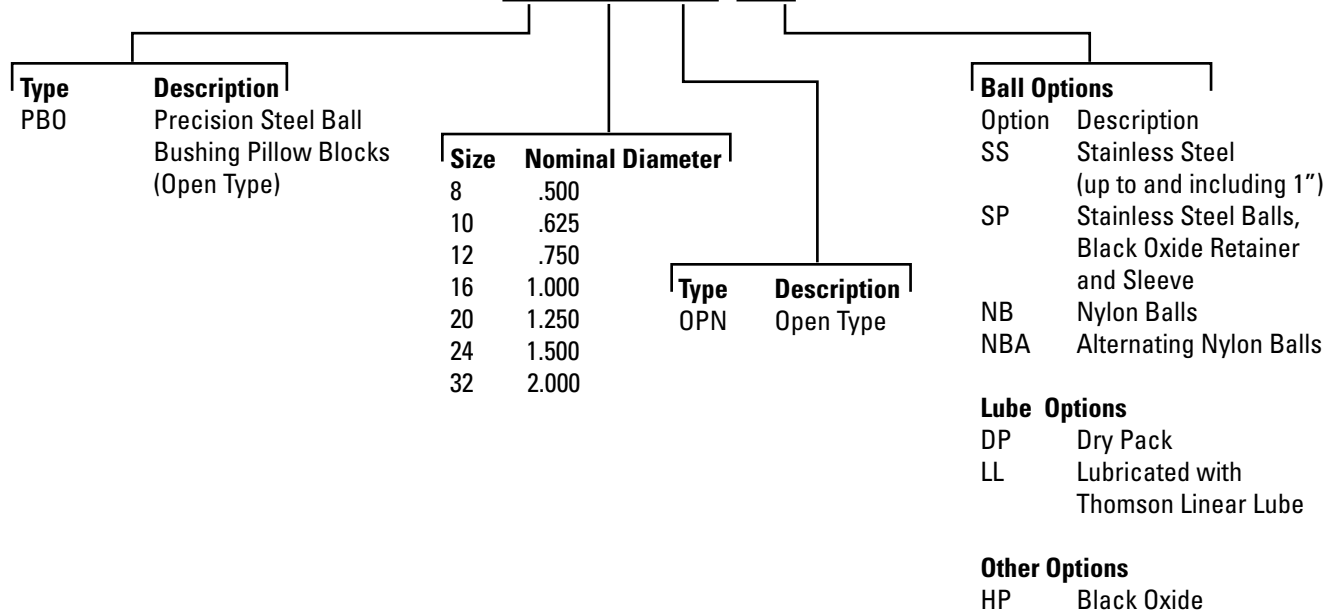 Type Description
PBO Precision Steel Ball
Bushing Pillow Blocks
(Open Type)
Size Nominal Diameter
8 .500
10 .625
12 .750
16 1.000
20 1.250
24 1.500
32 2.000
Type Description
OPN Open Type
Ball Options
Option Description
SS Stainless Steel
(up to and including 1”)
SP Stainless Steel Balls,
Black Oxide Retainer
and Sleeve
NB Nylon Balls
NBA Alternating Nylon Balls
Lube Options
DP Dry Pack
LL Lubricated with
Thomson Linear Lube
Other Options
HP Black Oxide